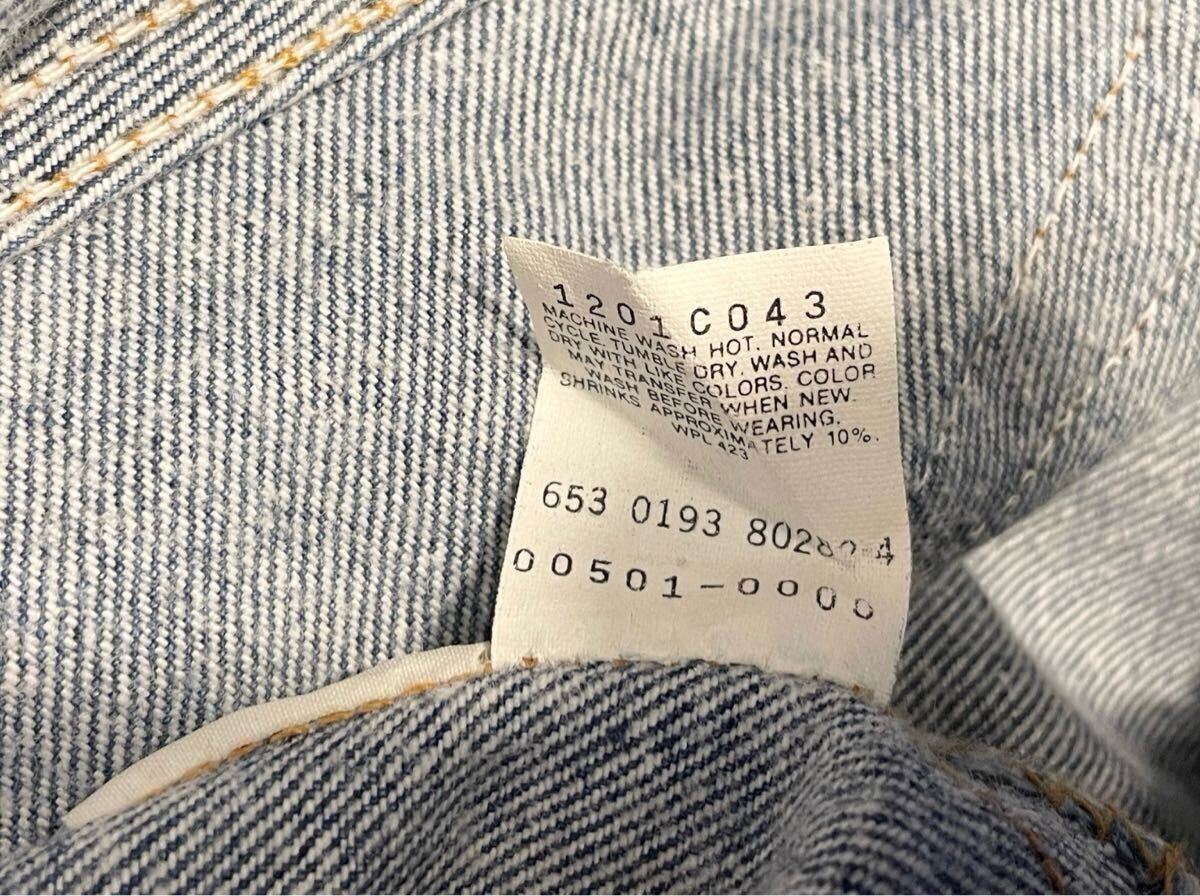 1201 C043
MACHINE WASH HOT. NORMAL
CYCLE. TUMBLE DRY. WASH AND
DRY WITH LIKE COLORS. COLOR
MAY TRANSFER WHEN NEW.
WASH BEFORE WEARING.
SHRINKS APPROXIMATELY 10%.
WPL 423
653 0193
00501-0000